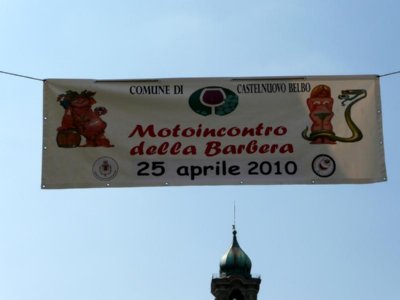 COMUNE DI CASTELNUOVO BELBO
Motoincontro
della Barbera
25 aprile 2010